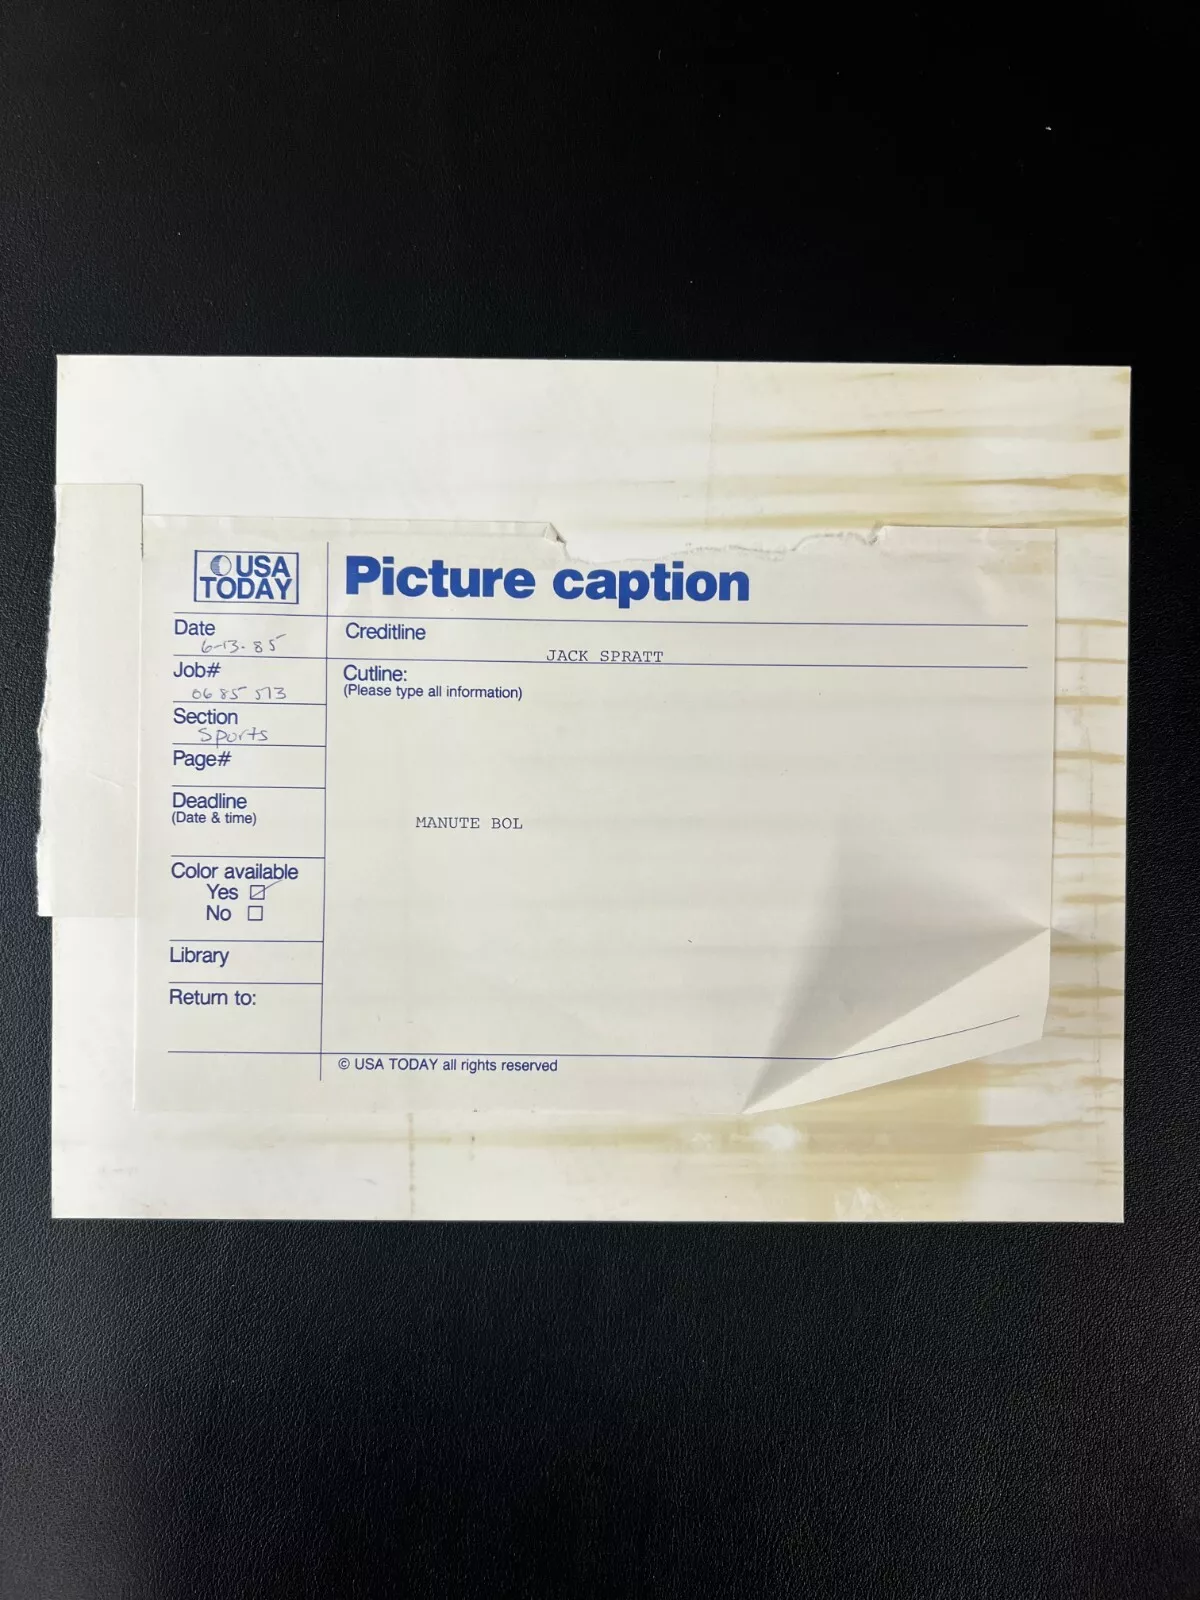 USA
TODAY
Picture caption
Date
6-13-85
Job#
0685 513
Section
Sports
Page#
Deadline
(Date & time)
Color available
Yes
No
Library
Return to:
Creditline
JACK SPRATT
Cutline:
(Please type all information)
MANUTE BOL
© USA TODAY all rights reserved